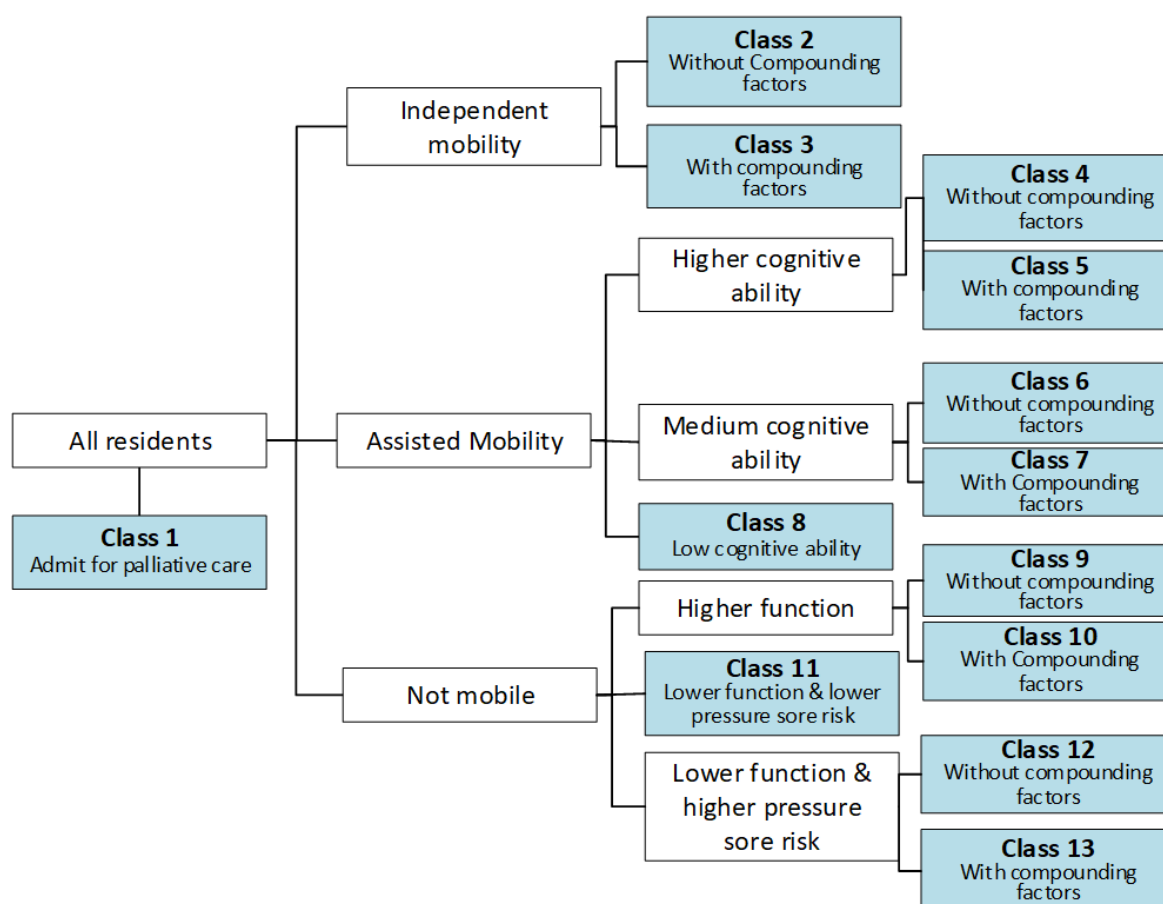 Class 2
Without Compounding
factors
Independent
mobility
Class 3
With compounding
factors
Class 4
Without compounding
factors
Higher cognitive
ability
Class 5
With compounding
factors
Class 6
Without compounding
factors
All residents
Assisted Mobility
Medium cognitive
ability
Class 7
With Compounding
factors
Class 1
Admit for palliative care
Class 8
Low cognitive ability
Class 9
Without compounding
factors
Higher function
Class 10
With Compounding
factors
Not mobile
Class 11
Lower function & lower
pressure sore risk
Class 12
Without compounding
factors
Lower function &
higher pressure
sore risk
Class 13
With compounding
factors